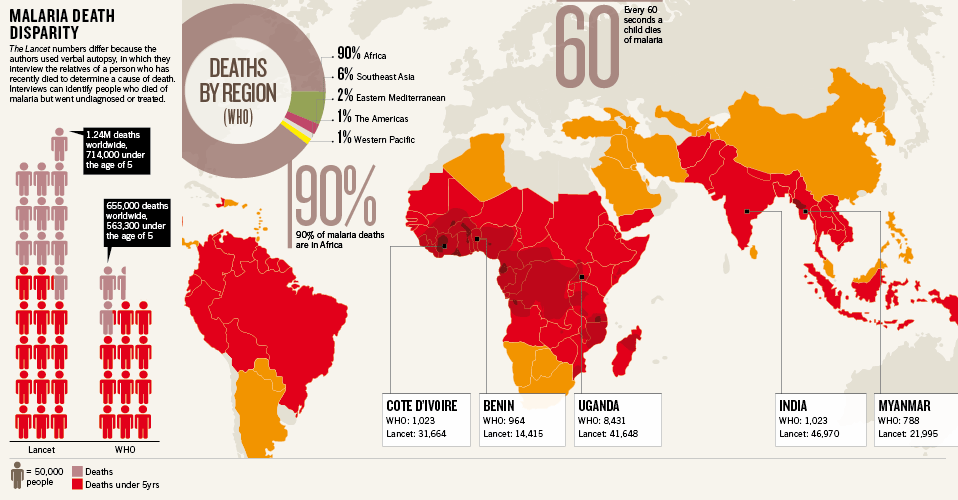 MALARIA DEATH
DISPARITY
The Lancet numbers differ because the
authors used verbal autopsy, in which they
interview the relatives of a person who has
recently died to determine a cause of death.
Interviews can identify people who died of
malaria but went undiagnosed or treated.
1.24M deaths
worldwide,
714,000 under
the age of 5
655,000 deaths
worldwide,
563,300 under
the age of 5
Lancet
WHO
= 50,000
people
Deaths
Deaths under 5yrs
DEATHS
BY REGION
(WHO)
90% Africa
6% Southeast Asia
2% Eastern Mediterranean
1% The Americas
1% Western Pacific
90%
90% of malaria deaths
are in Africa
60
Every 60
seconds a
child dies
of malaria
COTE D'IVOIRE
WHO: 1,023
Lancet: 31,664
BENIN
WHO: 964
Lancet: 14,415
UGANDA
WHO: 8,431
Lancet: 41,648
INDIA
WHO: 1,023
Lancet: 46,970
MYANMAR
WHO: 788
Lancet: 21,995